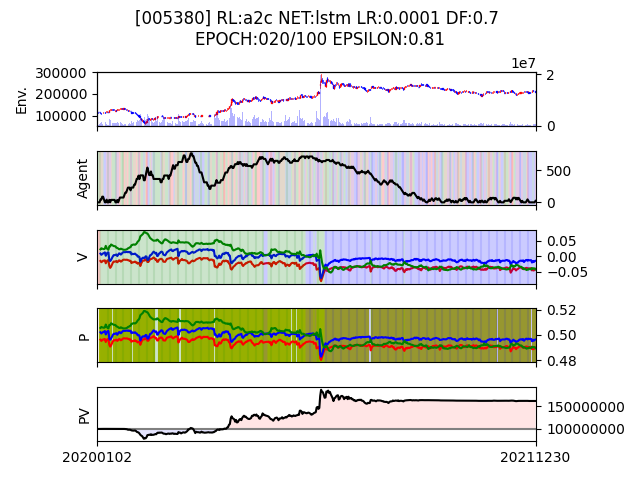 [005380] RL:a2c NET:lstm LR:0.0001 DF:0.7
EPOCH:020/100 EPSILON:0.81
1e7
300000
200000
100000
Env.
2
0
Agent
500
0
V
0.05
0.00
−0.05
P
0.52
0.50
0.48
PV
150000000
100000000
20200102
20211230